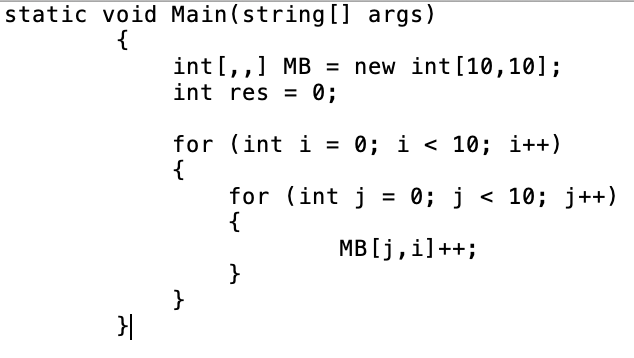 static void Main(string[] args)
{
int[,,] MB = new int[10,10];
int res = 0;
for (int i = 0; i < 10; i++)
{
for (int j = 0; j < 10; j++)
{
MB[j,i]++;
}
}
}